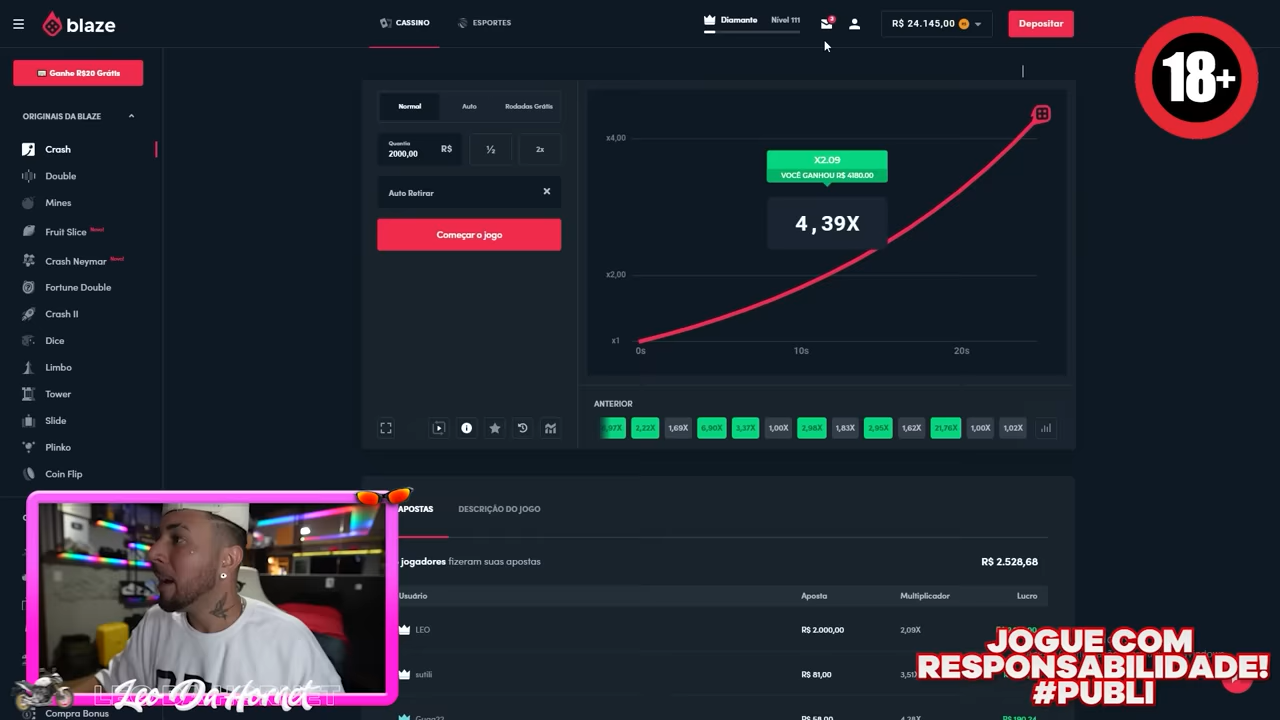 blaze
CASSINO
ESPORTES
Diamante
Nível 111
3
R$ 24.145,00
Depositar
18+
Ganhe R$20 Grátis
ORIGINAIS DA BLAZE
Crash
Double
Mines
Fruit Slice
Crash Neymar
Fortune Double
Crash II
Dice
Limbo
Tower
Slide
Plinko
Coin Flip
Compra Bonus
Normal
Auto
Rodadas Grátis
Quantia
2000,00
R$
½
2x
Auto Retirar
Começar o jogo
x4,00
x2,00
x1
0s
10s
20s
X2.09
VOCÊ GANHOU R$ 4180.00
4,39X
ANTERIOR
2,22X
1,69X
6,90X
3,37X
1,00X
2,98X
1,83X
2,95X
1,62X
21,76X
1,00X
1,02X
APOSTAS
DESCRIÇÃO DO JOGO
jogadores fizeram suas apostas
R$ 2.528,68
Usuário
Aposta
Multiplicador
Lucro
LEO
R$ 2.000,00
2,09X
sutili
R$ 81,00
Leo Da Hornet
JOGUE COM
RESPONSABILIDADE!
#PUBLI